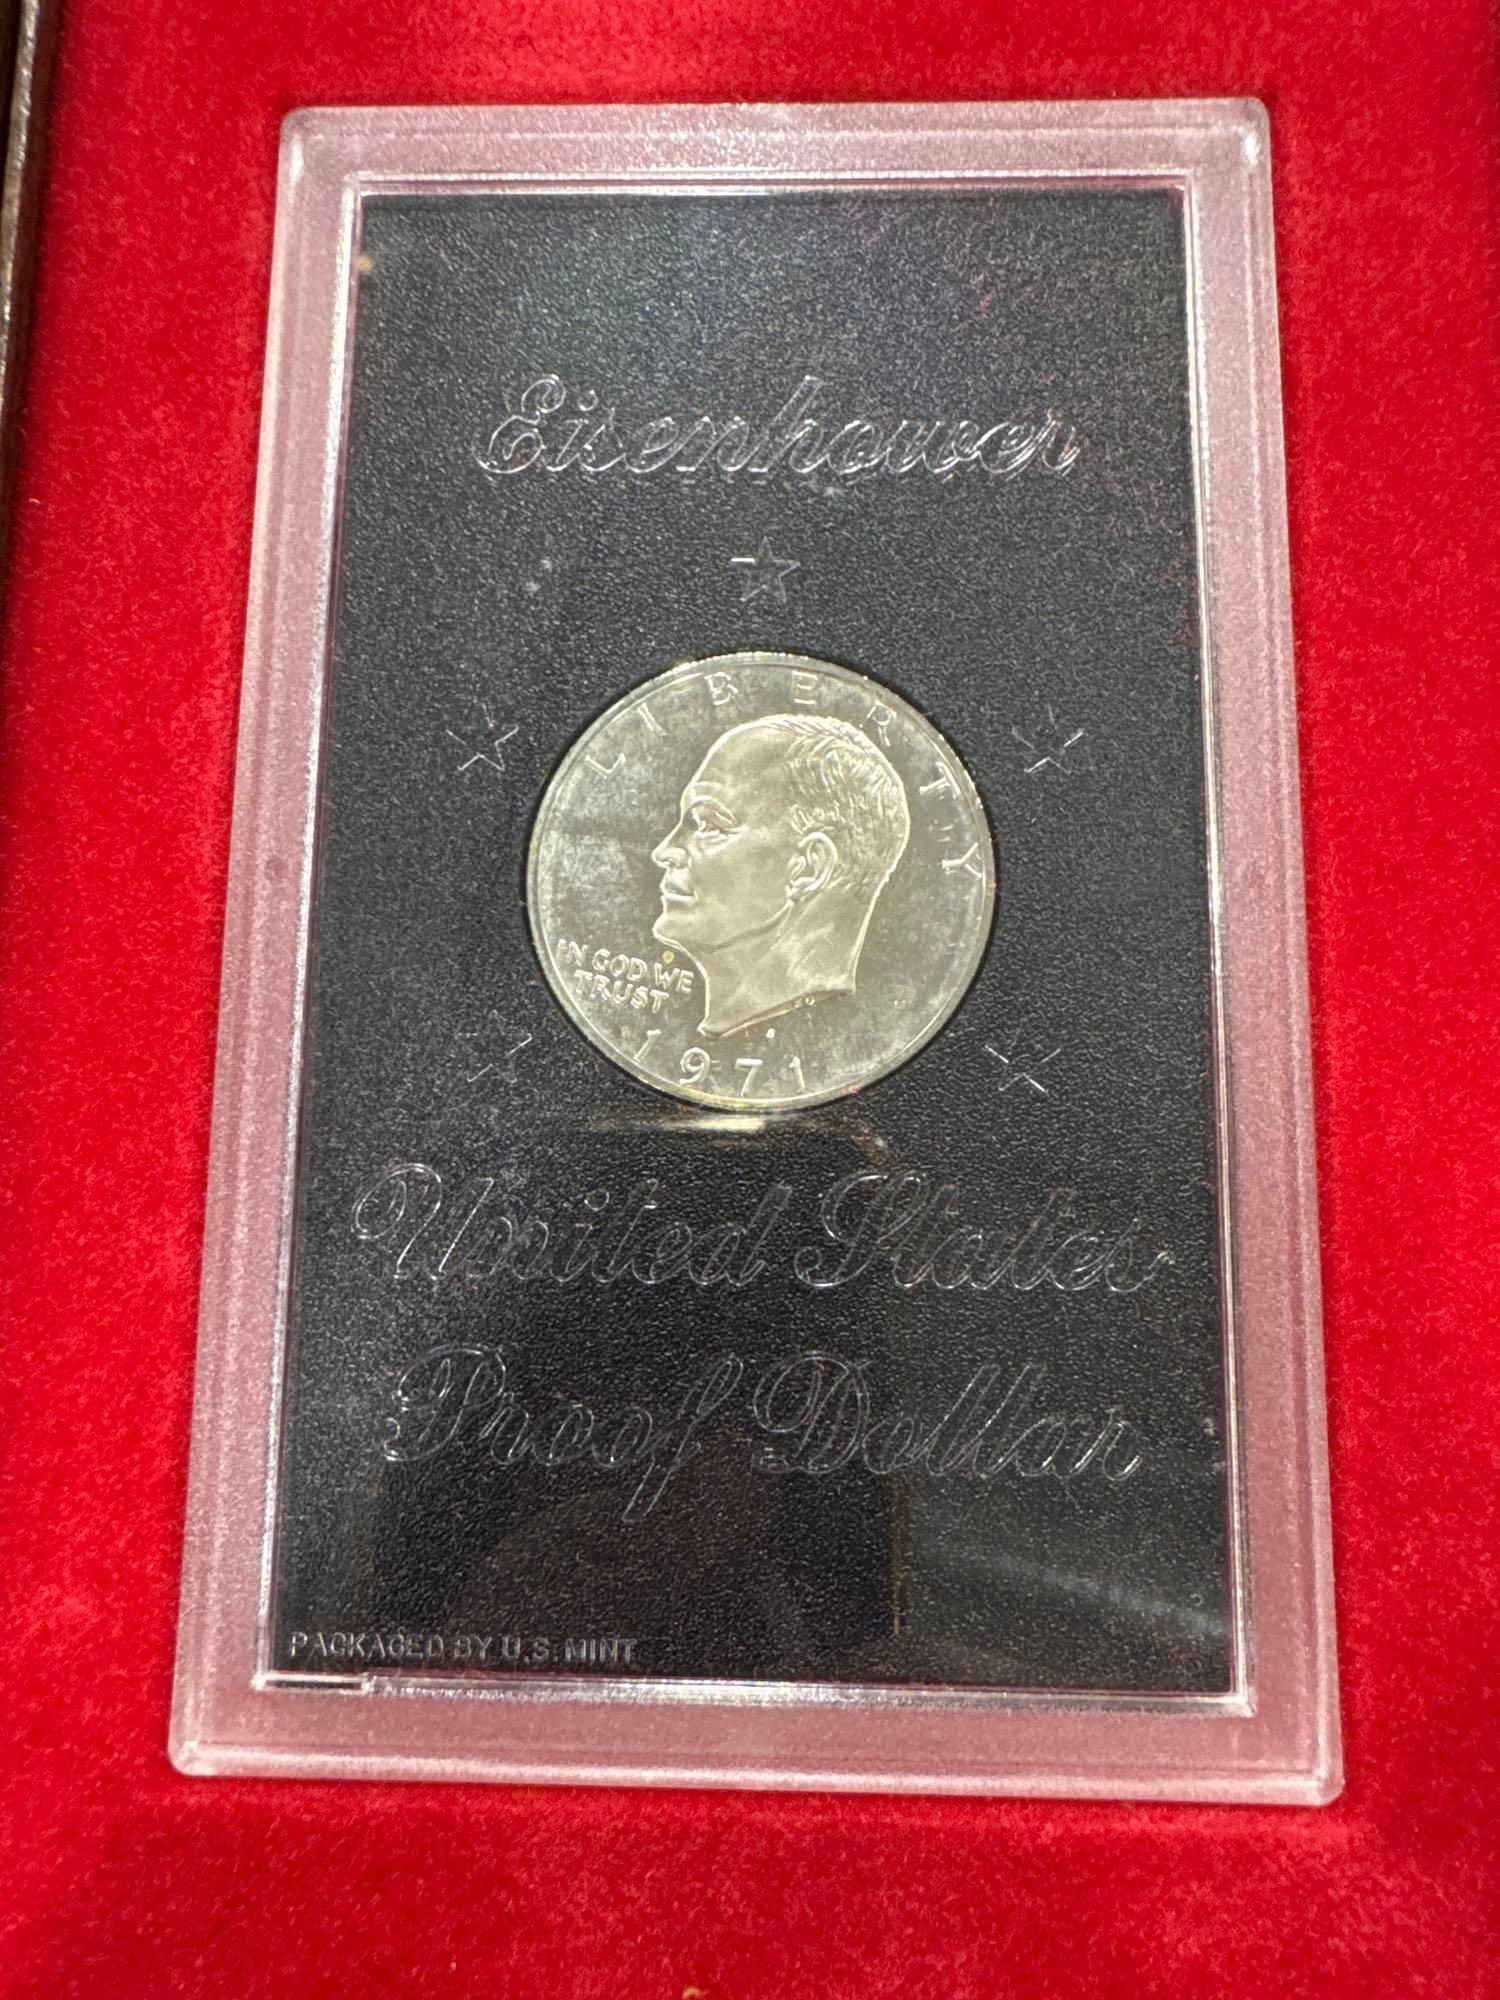 Eisenhower
LIBERTY
IN GOD WE
TRUST
S
1971
United States
Proof Dollar
PACKAGED BY U.S. MINT